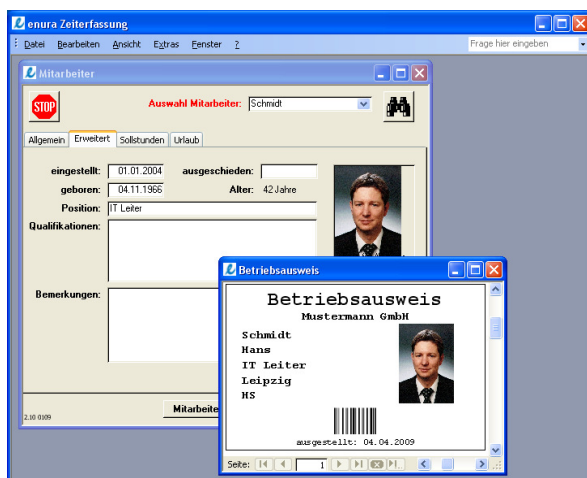 enura Zeiterfassung
Datei Bearbeiten Ansicht Extras Fenster ?
Frage hier eingeben
Mitarbeiter
STOP
Auswahl Mitarbeiter: Schmidt
Allgemein Erweitert Sollstunden Urlaub
eingestellt: 01.01.2004 ausgeschieden:
geboren: 04.11.1966 Alter: 42 Jahre
Position: IT Leiter
Qualifikationen:
Bemerkungen:
Mitarbeite
2.10 0109
Betriebsausweis
Betriebsausweis
Mustermann GmbH
Schmidt
Hans
IT Leiter
Leipzig
HS
ausgestellt: 04.04.2009
Seite: 1